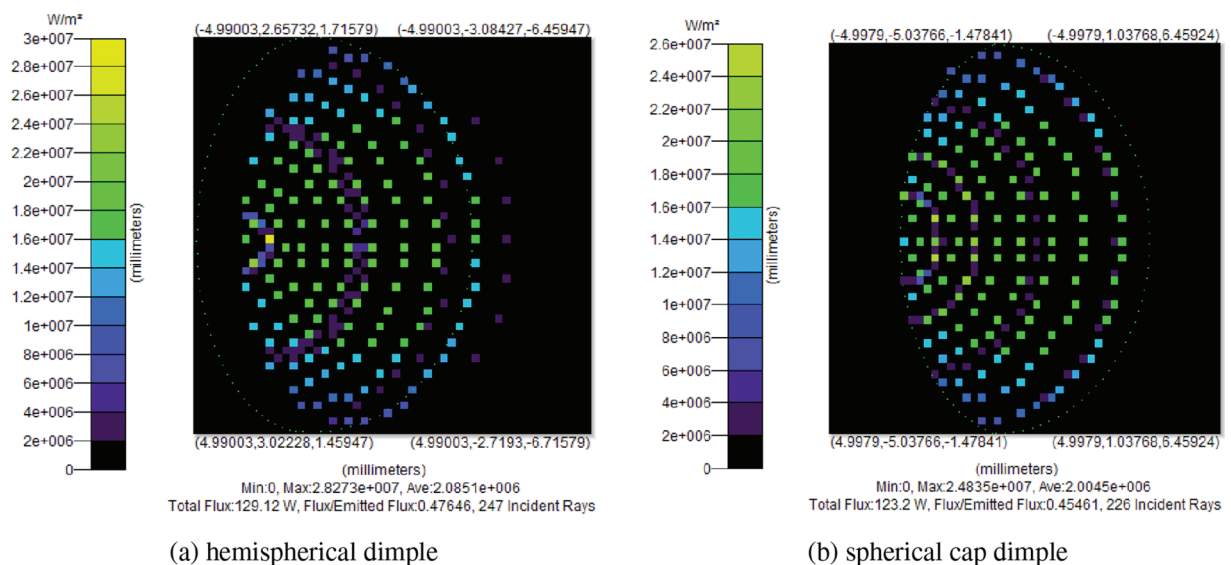 W/m²
3e+007
2.8e+007
2.6e+007
2.4e+007
2.2e+007
2e+007
1.8e+007
1.6e+007
1.4e+007
1.2e+007
1e+007
8e+006
6e+006
4e+006
2e+006
0
(-4.99003,2.65732,1.71579) (-4.99003,-3.08427,-6.45947)
(millimeters)
(4.99003,3.02228,1.45947) (4.99003,-2.7193,-6.71579)
(millimeters)
Min:0, Max:2.8273e+007, Ave:2.0851e+006
Total Flux:129.12 W, Flux/Emitted Flux:0.47646, 247 Incident Rays
(a) hemispherical dimple
W/m²
2.6e+007
2.4e+007
2.2e+007
2e+007
1.8e+007
1.6e+007
1.4e+007
1.2e+007
1e+007
8e+006
6e+006
4e+006
2e+006
0
(-4.9979,-5.03766,-1.47841) (-4.9979,1.03768,6.45924)
(millimeters)
(4.9979,-5.03766,-1.47841) (4.9979,1.03768,6.45924)
(millimeters)
Min:0, Max:2.4835e+007, Ave:2.0045e+006
Total Flux:123.2 W, Flux/Emitted Flux:0.45461, 226 Incident Rays
(b) spherical cap dimple